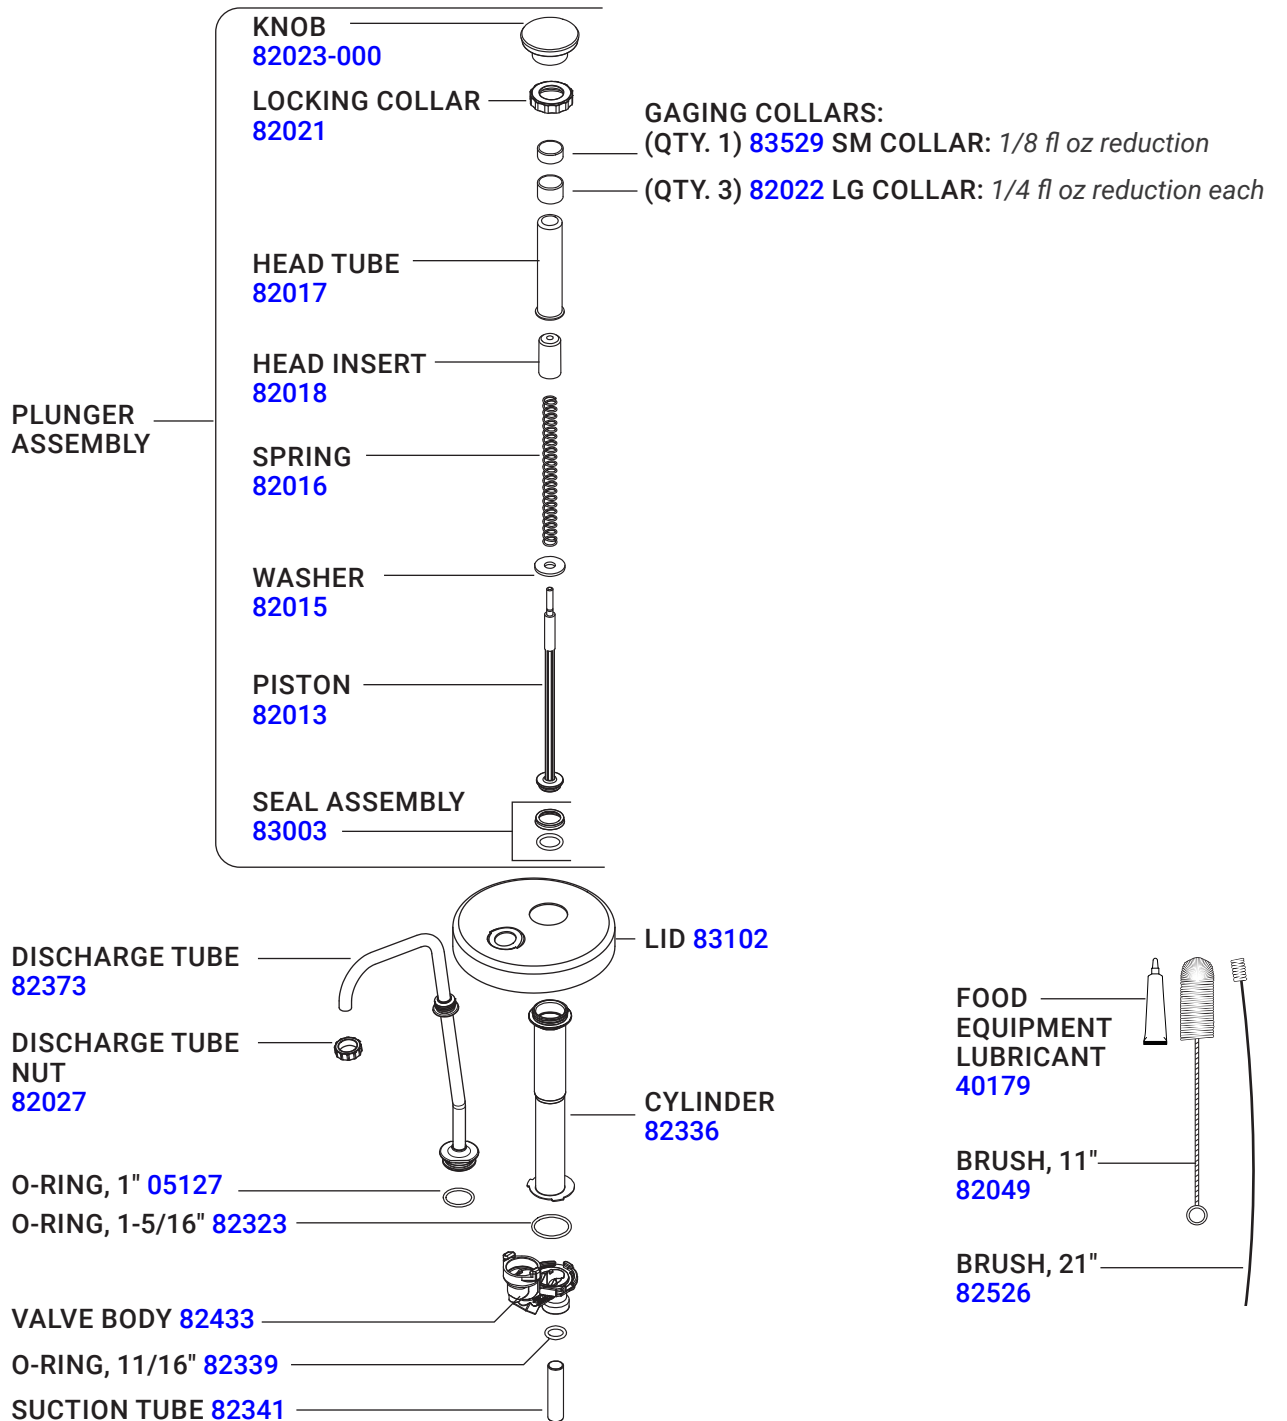 KNOB
82023-000
LOCKING COLLAR
82021
GAGING COLLARS:
(QTY. 1) 83529 SM COLLAR: 1/8 fl oz reduction
(QTY. 3) 82022 LG COLLAR: 1/4 fl oz reduction each
HEAD TUBE
82017
HEAD INSERT
82018
PLUNGER
ASSEMBLY
SPRING
82016
WASHER
82015
PISTON
82013
SEAL ASSEMBLY
83003
LID 83102
DISCHARGE TUBE
82373
DISCHARGE TUBE
NUT
82027
CYLINDER
82336
O-RING, 1" 05127
O-RING, 1-5/16" 82323
VALVE BODY 82433
O-RING, 11/16" 82339
SUCTION TUBE 82341
FOOD
EQUIPMENT
LUBRICANT
40179
BRUSH, 11"
82049
BRUSH, 21"
82526